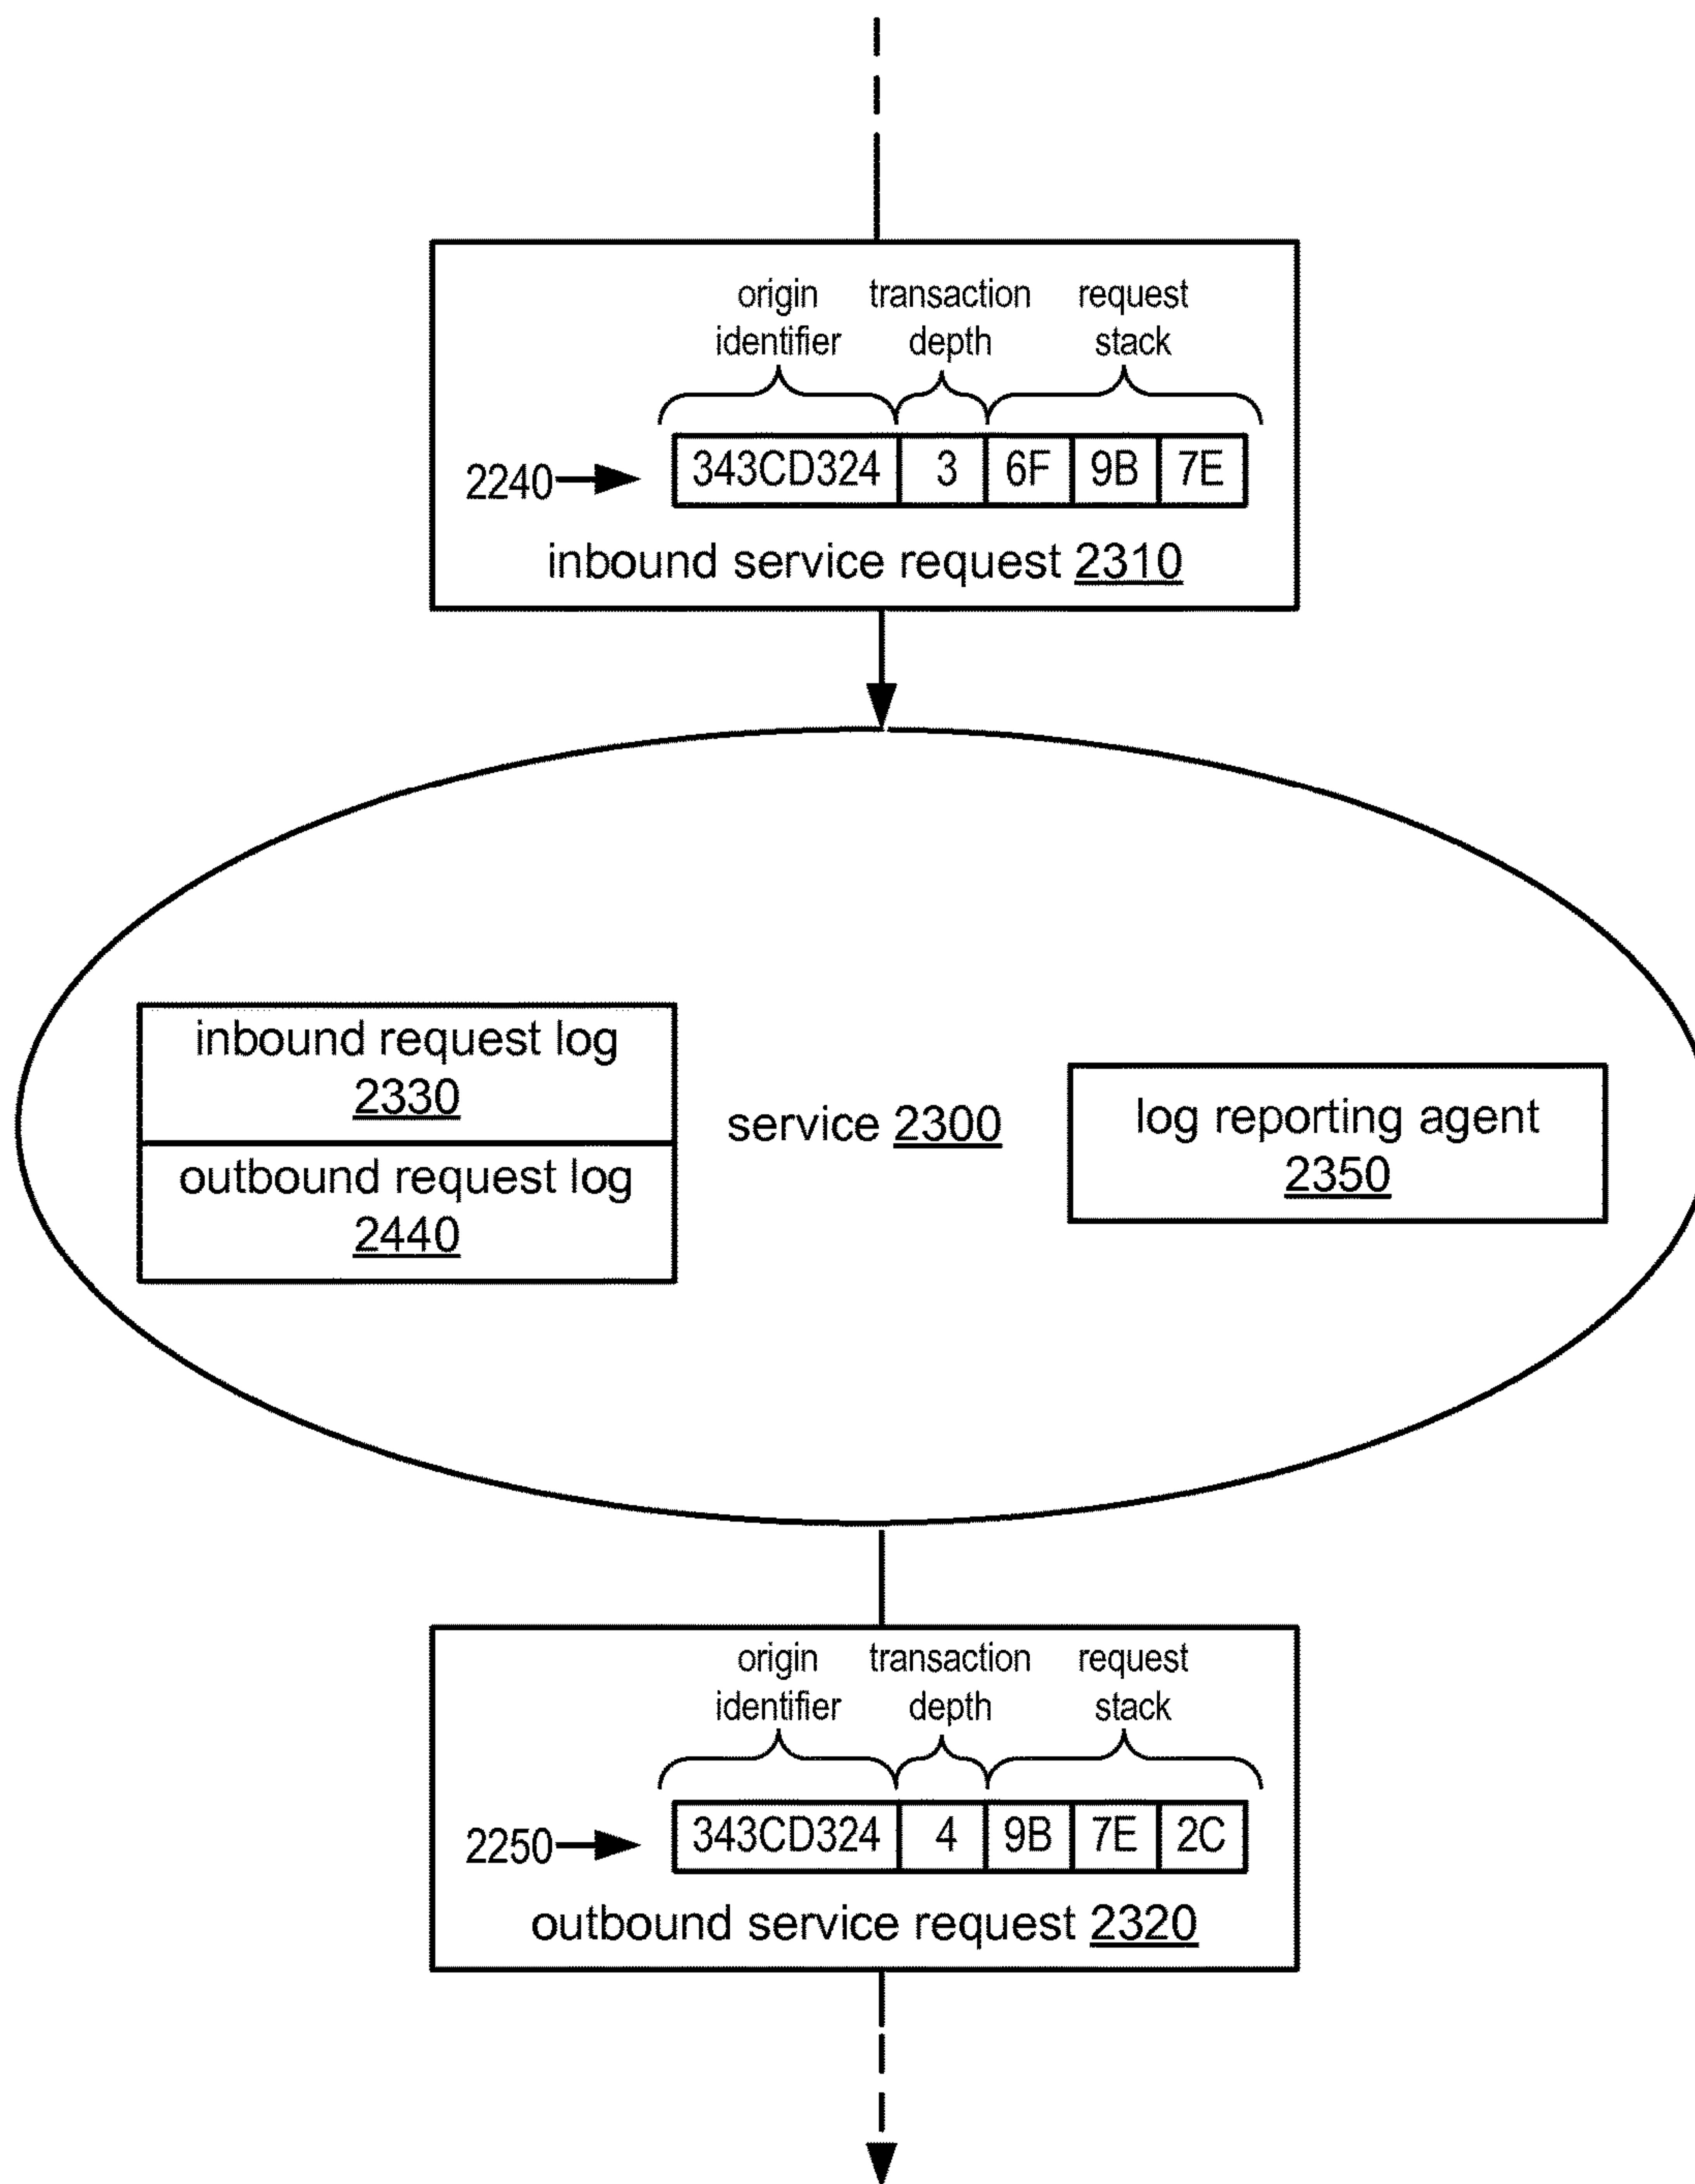 origin transaction request
identifier depth stack
2240 343CD324 3 6F 9B 7E
inbound service request 2310
inbound request log
2330
outbound request log
2440
service 2300
log reporting agent
2350
origin transaction request
identifier depth stack
2250 343CD324 4 9B 7E 2C
outbound service request 2320